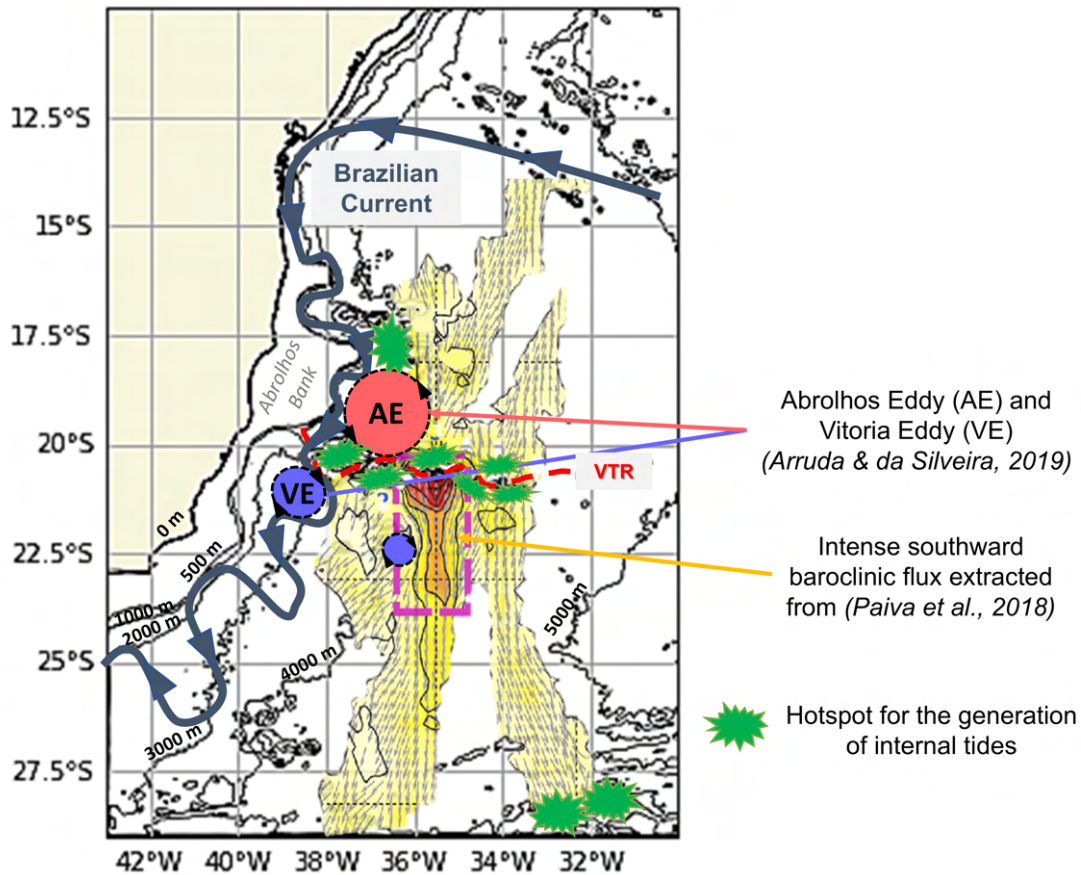 12.5°S
15°S
17.5°S
20°S
22.5°S
25°S
27.5°S
42°W
40°W
38°W
36°W
34°W
32°W
Brazilian
Current
Abrolhos
Bank
AE
VE
VTR
0 m
500 m
1000 m
2000 m
3000 m
4000 m
5000 m
Abrolhos Eddy (AE) and
Vitoria Eddy (VE)
(Arruda & da Silveira, 2019)
Intense southward
baroclinic flux extracted
from (Paiva et al., 2018)
Hotspot for the generation
of internal tides